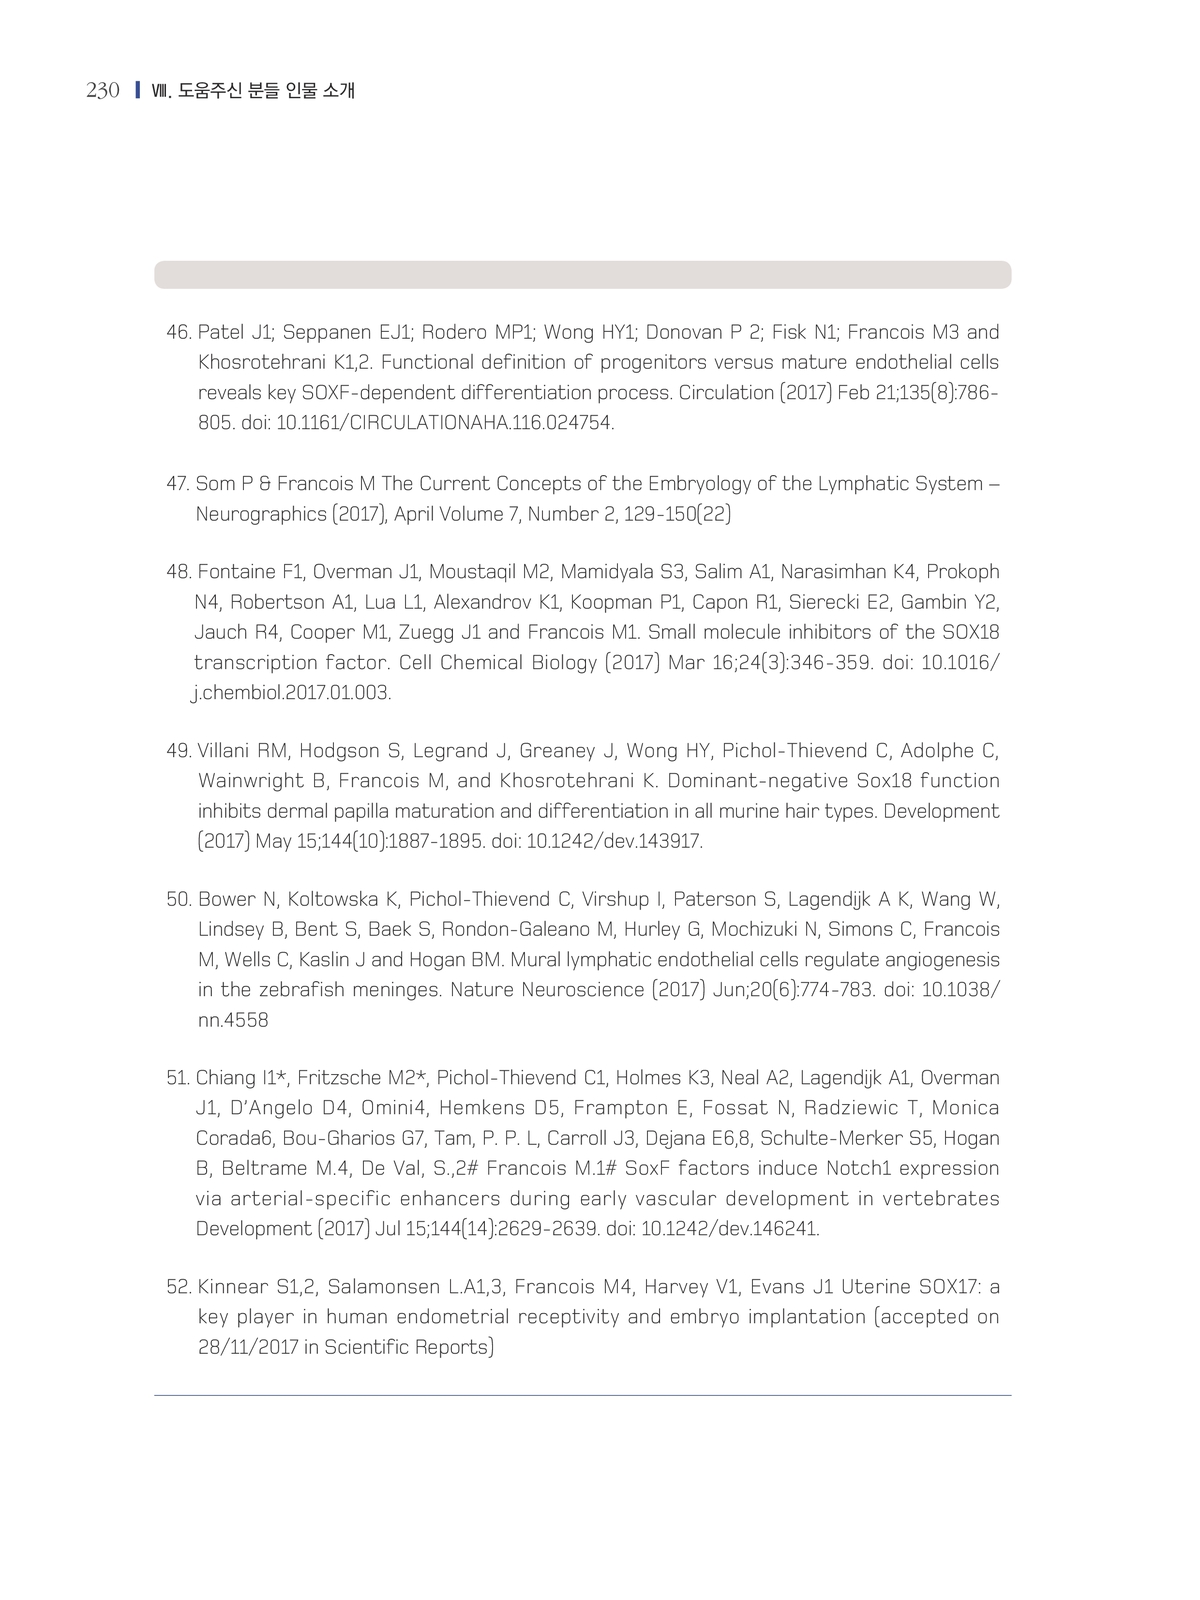 230 Ⅷ. 도움주신 분들 인물 소개
46. Patel J1; Seppanen EJ1; Rodero MP1; Wong HY1; Donovan P 2; Fisk N1; Francois M3 and
Khosrotehrani K1,2. Functional definition of progenitors versus mature endothelial cells
reveals key SOXF-dependent differentiation process. Circulation (2017) Feb 21;135(8):786-
805. doi: 10.1161/CIRCULATIONAHA.116.024754.
47. Som P & Francois M The Current Concepts of the Embryology of the Lymphatic System –
Neurographics (2017), April Volume 7, Number 2, 129-150(22)
48. Fontaine F1, Overman J1, Moustaqil M2, Mamidyala S3, Salim A1, Narasimhan K4, Prokoph
N4, Robertson A1, Lua L1, Alexandrov K1, Koopman P1, Capon R1, Sierecki E2, Gambin Y2,
Jauch R4, Cooper M1, Zuegg J1 and Francois M1. Small molecule inhibitors of the SOX18
transcription factor. Cell Chemical Biology (2017) Mar 16;24(3):346-359. doi: 10.1016/
j.chembiol.2017.01.003.
49. Villani RM, Hodgson S, Legrand J, Greaney J, Wong HY, Pichol-Thievend C, Adolphe C,
Wainwright B, Francois M, and Khosrotehrani K. Dominant-negative Sox18 function
inhibits dermal papilla maturation and differentiation in all murine hair types. Development
(2017) May 15;144(10):1887-1895. doi: 10.1242/dev.143917.
50. Bower N, Koltowska K, Pichol-Thievend C, Virshup I, Paterson S, Lagendijk A K, Wang W,
Lindsey B, Bent S, Baek S, Rondon-Galeano M, Hurley G, Mochizuki N, Simons C, Francois
M, Wells C, Kaslin J and Hogan BM. Mural lymphatic endothelial cells regulate angiogenesis
in the zebrafish meninges. Nature Neuroscience (2017) Jun;20(6):774-783. doi: 10.1038/
nn.4558
51. Chiang I1*, Fritzsche M2*, Pichol-Thievend C1, Holmes K3, Neal A2, Lagendijk A1, Overman
J1, D’Angelo D4, Omini4, Hemkens D5, Frampton E, Fossat N, Radziewic T, Monica
Corada6, Bou-Gharios G7, Tam, P. P. L, Carroll J3, Dejana E6,8, Schulte-Merker S5, Hogan
B, Beltrame M.4, De Val, S.,2# Francois M.1# SoxF factors induce Notch1 expression
via arterial-specific enhancers during early vascular development in vertebrates
Development (2017) Jul 15;144(14):2629-2639. doi: 10.1242/dev.146241.
52. Kinnear S1,2, Salamonsen L.A1,3, Francois M4, Harvey V1, Evans J1 Uterine SOX17: a
key player in human endometrial receptivity and embryo implantation (accepted on
28/11/2017 in Scientific Reports)